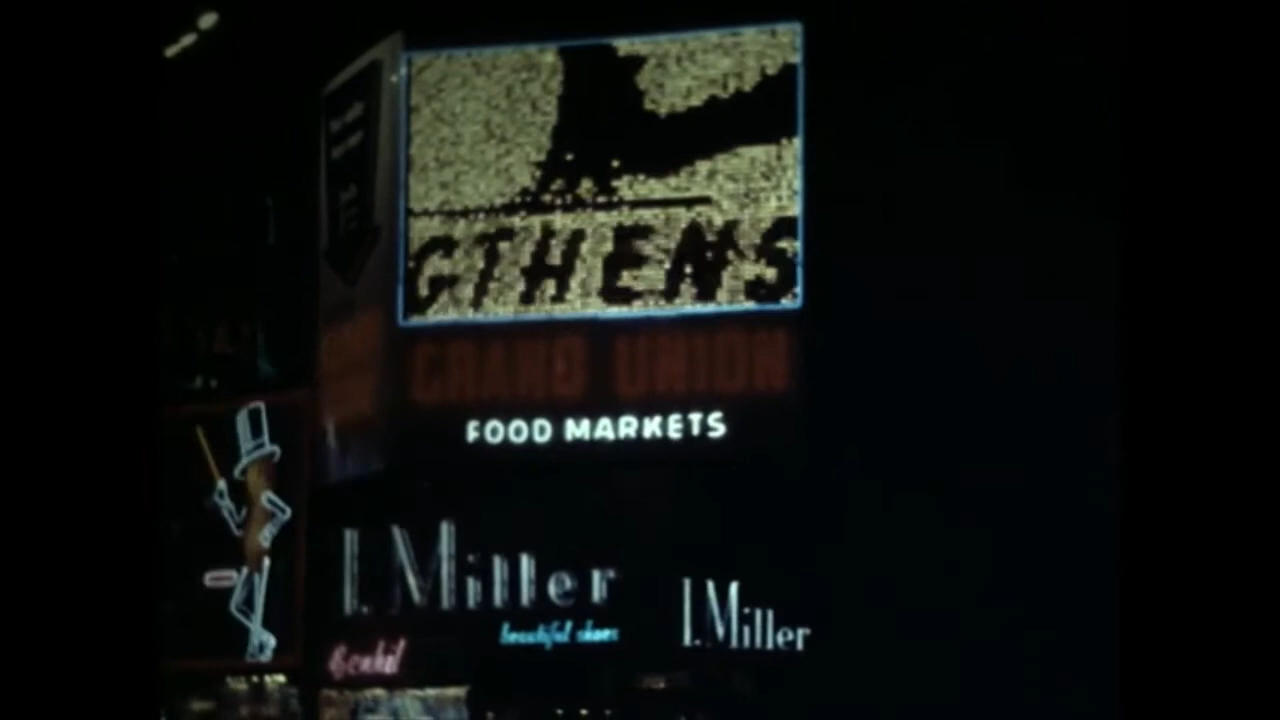 GTHENS
GRAND UNION
FOOD MARKETS
I. Miller
beautiful shoes
I. Miller